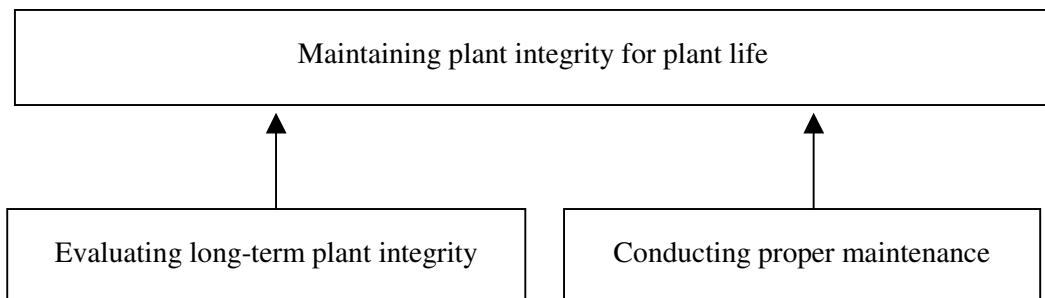 Maintaining plant integrity for plant life
Evaluating long-term plant integrity
Conducting proper maintenance